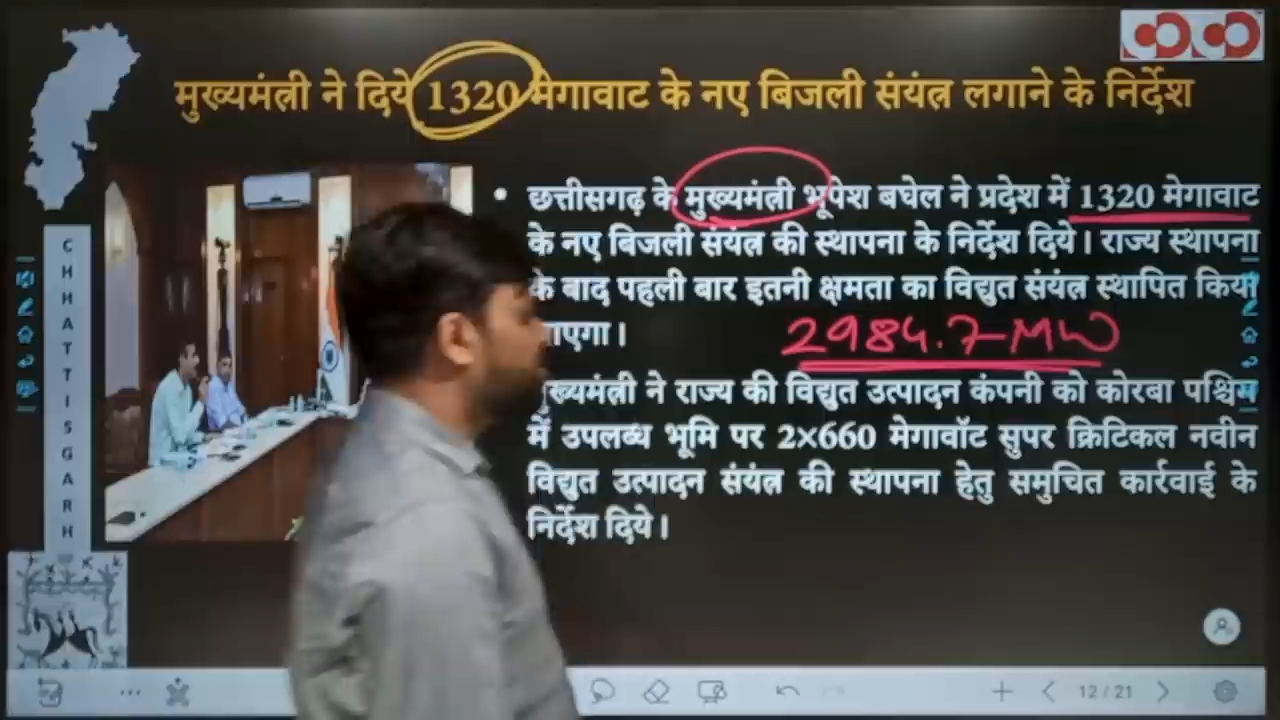 मुख्यमंत्री ने दिये 1320 मेगावाट के नए बिजली संयंत्र लगाने के निर्देश
• छत्तीसगढ़ के मुख्यमंत्री भूपेश बघेल ने प्रदेश में 1320 मेगावाट
के नए बिजली संयंत्र की स्थापना के निर्देश दिये। राज्य स्थापना
के बाद पहली बार इतनी क्षमता का विद्युत संयंत्र स्थापित किया
जाएगा।
2984.7 MW
मुख्यमंत्री ने राज्य की विद्युत उत्पादन कंपनी को कोरबा पश्चिम
में उपलब्ध भूमि पर 2×660 मेगावॉट सुपर क्रिटिकल नवीन
विद्युत उत्पादन संयंत्र की स्थापना हेतु समुचित कार्रवाई के
निर्देश दिये।
CHHATTISGARH
12 / 21